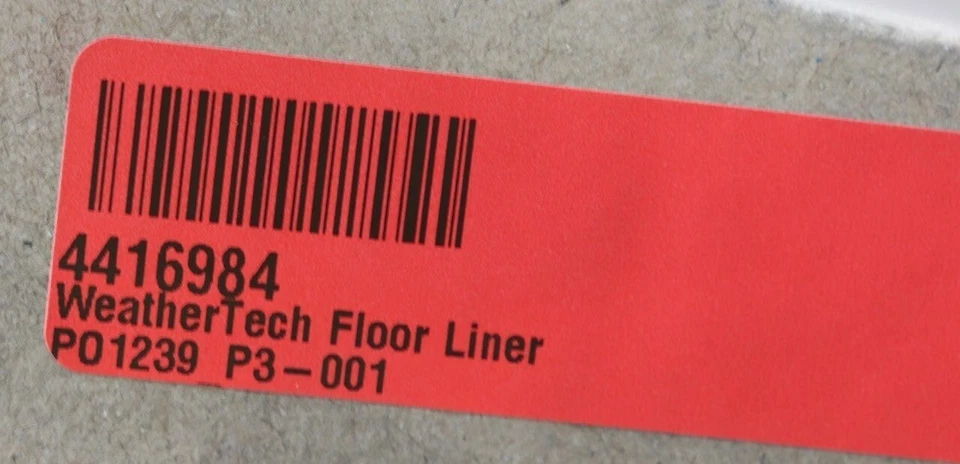 4416984
WeatherTech Floor Liner
PO1239 P3-001